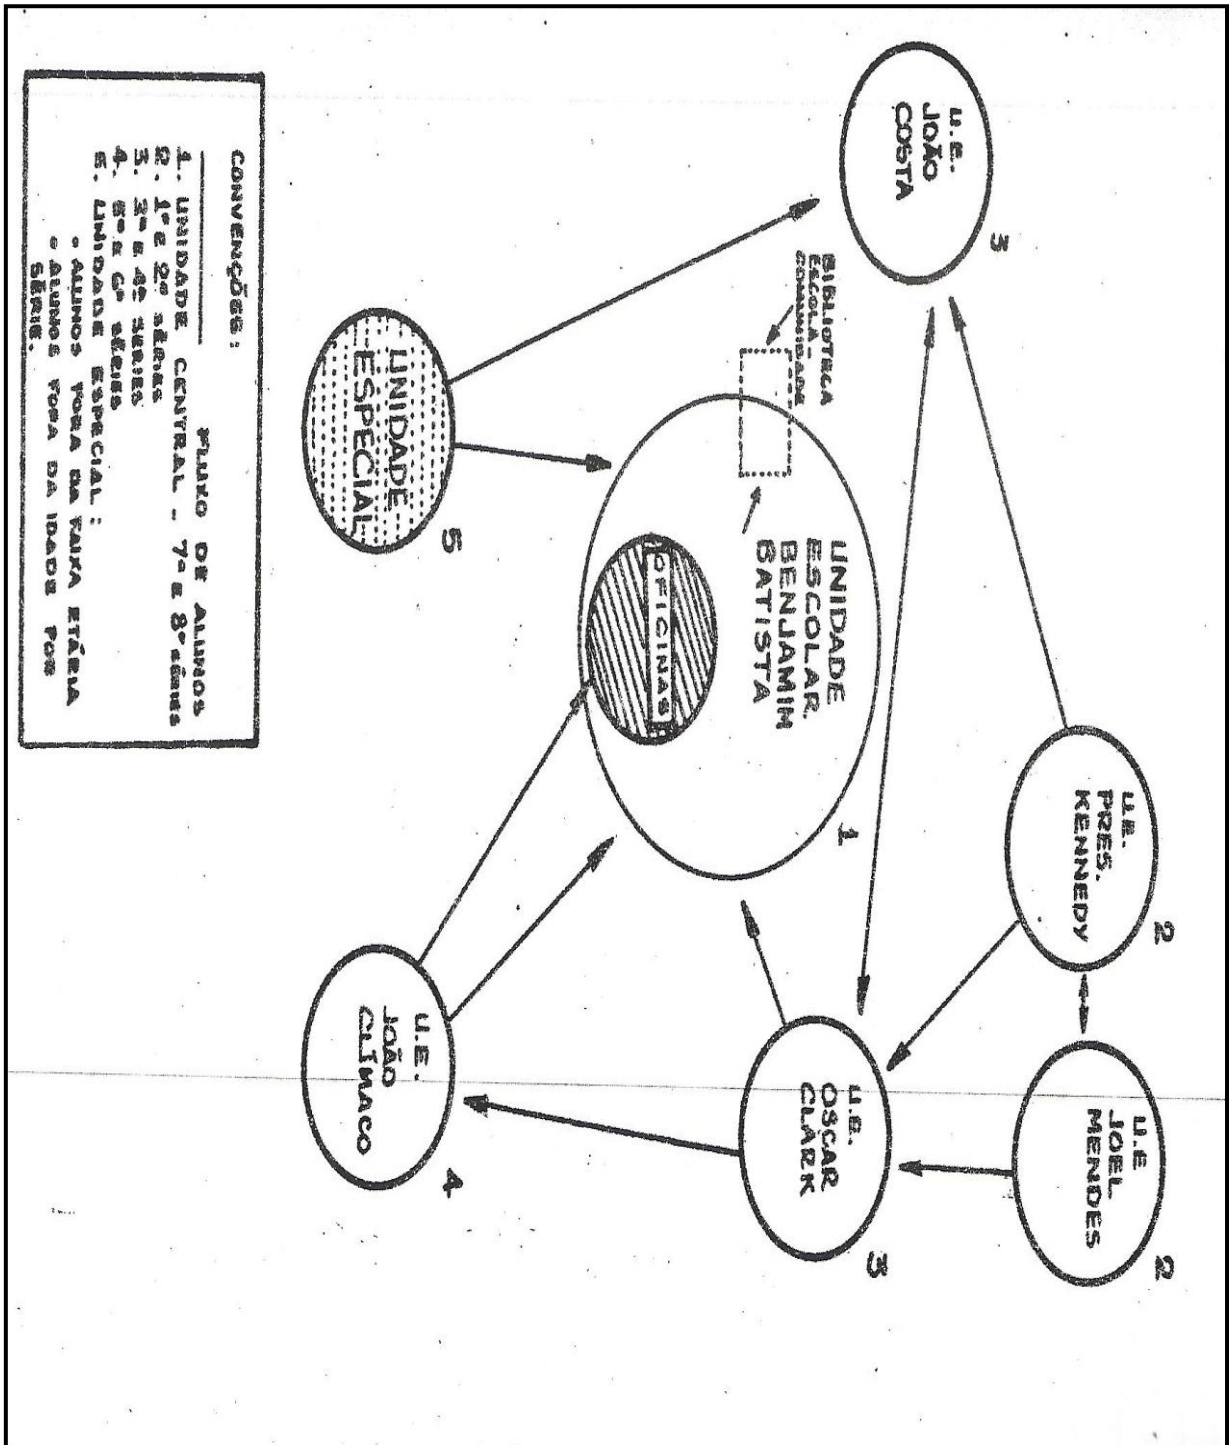 U.E.
JOÃO
COSTA
3
U.E.
PRES.
KENNEDY
2
U.E
JOEL
MENDES
2
BIBLIOTECA
ESCOLA-
COMUNIDADE
UNIDADE
ESCOLAR
BENJAMIM
BATISTA
1
OFICINAS
U.E.
OSCAR
CLARK
3
UNIDADE
ESPECIAL
5
U.E.
JOÃO
CLÍMACO
4
CONVENÇÕES:
FLUXO DE ALUNOS
1. UNIDADE CENTRAL - 7ª e 8ª séries
2. 1ª e 2ª séries
3. 3ª e 4ª SERIES
4. 5ª e 6ª séries
5. UNIDADE ESPECIAL:
• ALUNOS FORA DA FAIXA ETÁRIA
• ALUNOS FORA DA IDADE POR
SÉRIE.